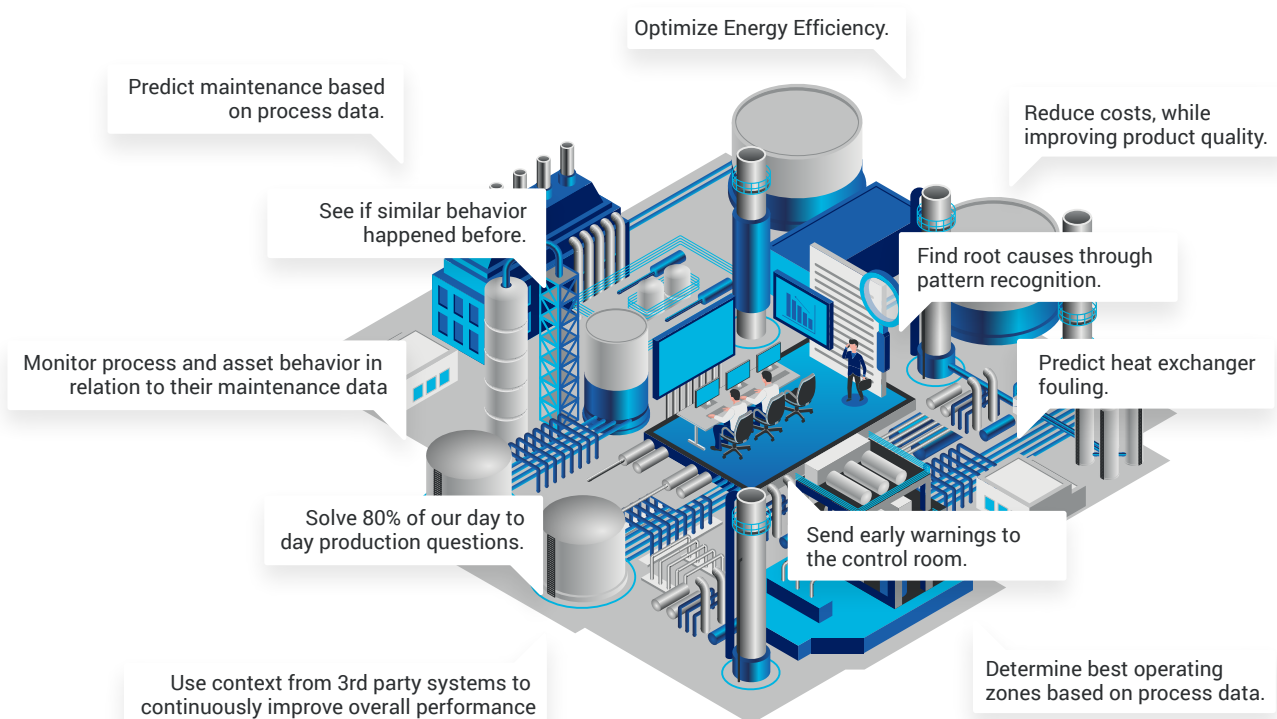 Optimize Energy Efficiency.
Predict maintenance based
on process data.
Reduce costs, while
improving product quality.
See if similar behavior
happened before.
Find root causes through
pattern recognition.
Monitor process and asset behavior in
relation to their maintenance data
Predict heat exchanger
fouling.
Solve 80% of our day to
day production questions.
Send early warnings to
the control room.
Use context from 3rd party systems to
continuously improve overall performance
Determine best operating
zones based on process data.